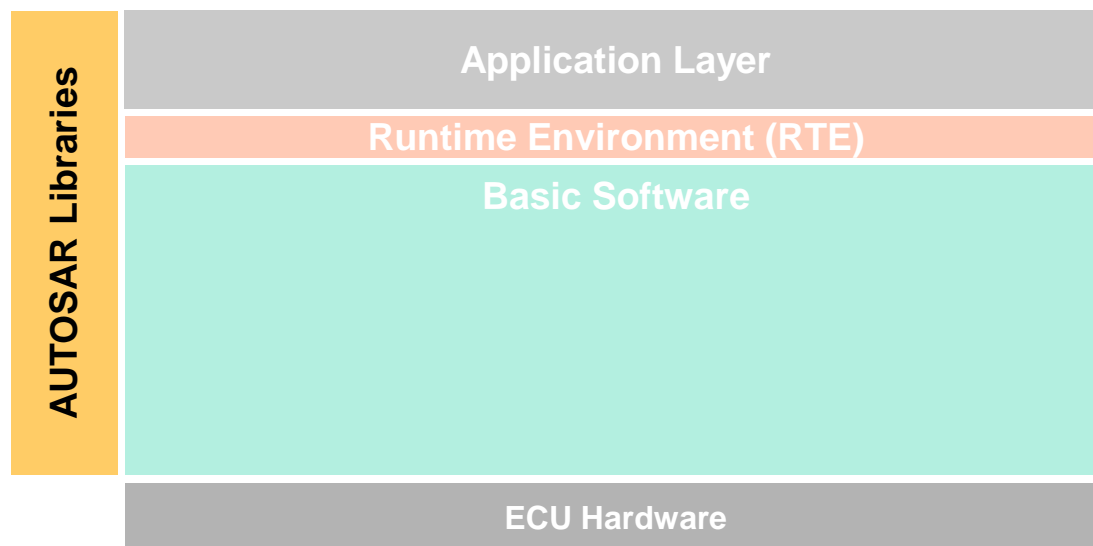 AUTOSAR Libraries
Application Layer
Runtime Environment (RTE)
Basic Software
ECU Hardware